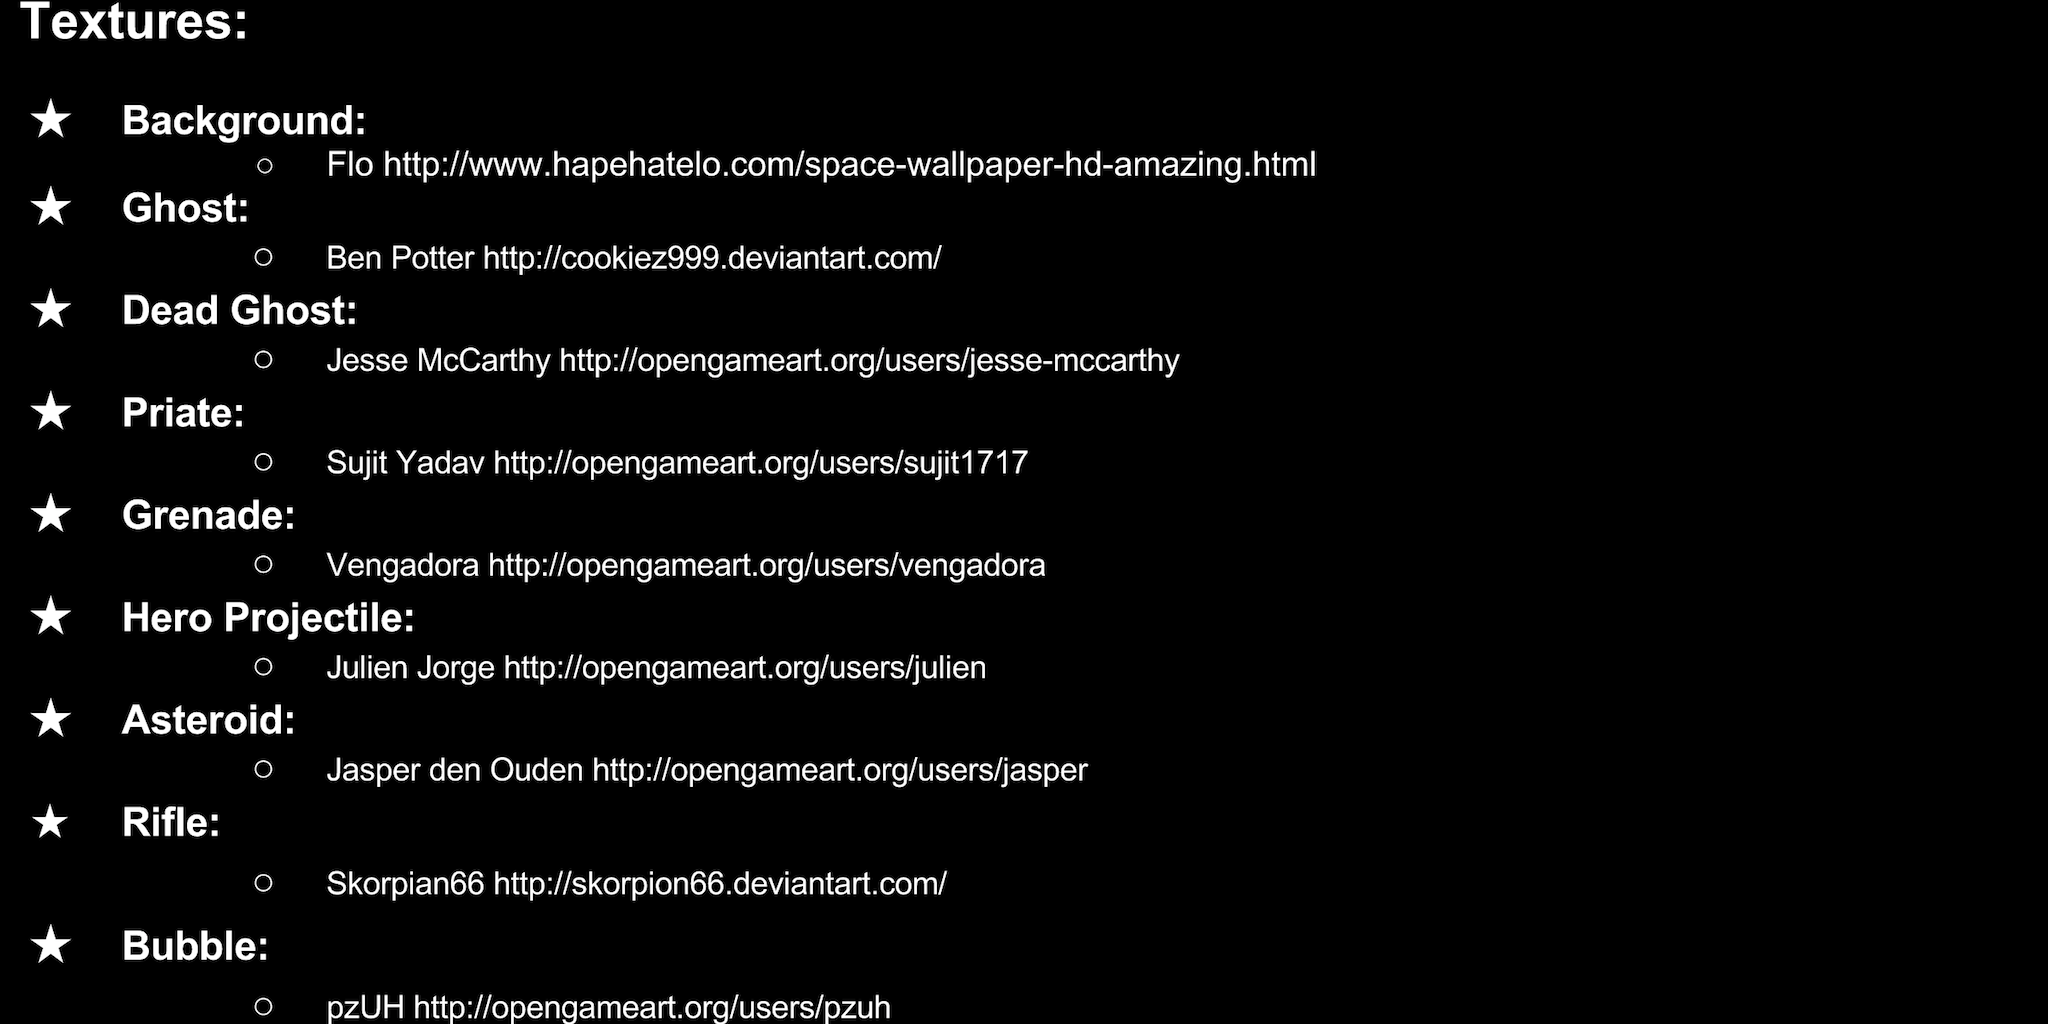 Textures:
★ Background:
○ Flo http://www.hapehatelo.com/space-wallpaper-hd-amazing.html
★ Ghost:
○ Ben Potter http://cookiez999.deviantart.com/
★ Dead Ghost:
○ Jesse McCarthy http://opengameart.org/users/jesse-mccarthy
★ Priate:
○ Sujit Yadav http://opengameart.org/users/sujit1717
★ Grenade:
○ Vengadora http://opengameart.org/users/vengadora
★ Hero Projectile:
○ Julien Jorge http://opengameart.org/users/julien
★ Asteroid:
○ Jasper den Ouden http://opengameart.org/users/jasper
★ Rifle:
○ Skorpian66 http://skorpion66.deviantart.com/
★ Bubble:
○ pzUH http://opengameart.org/users/pzuh